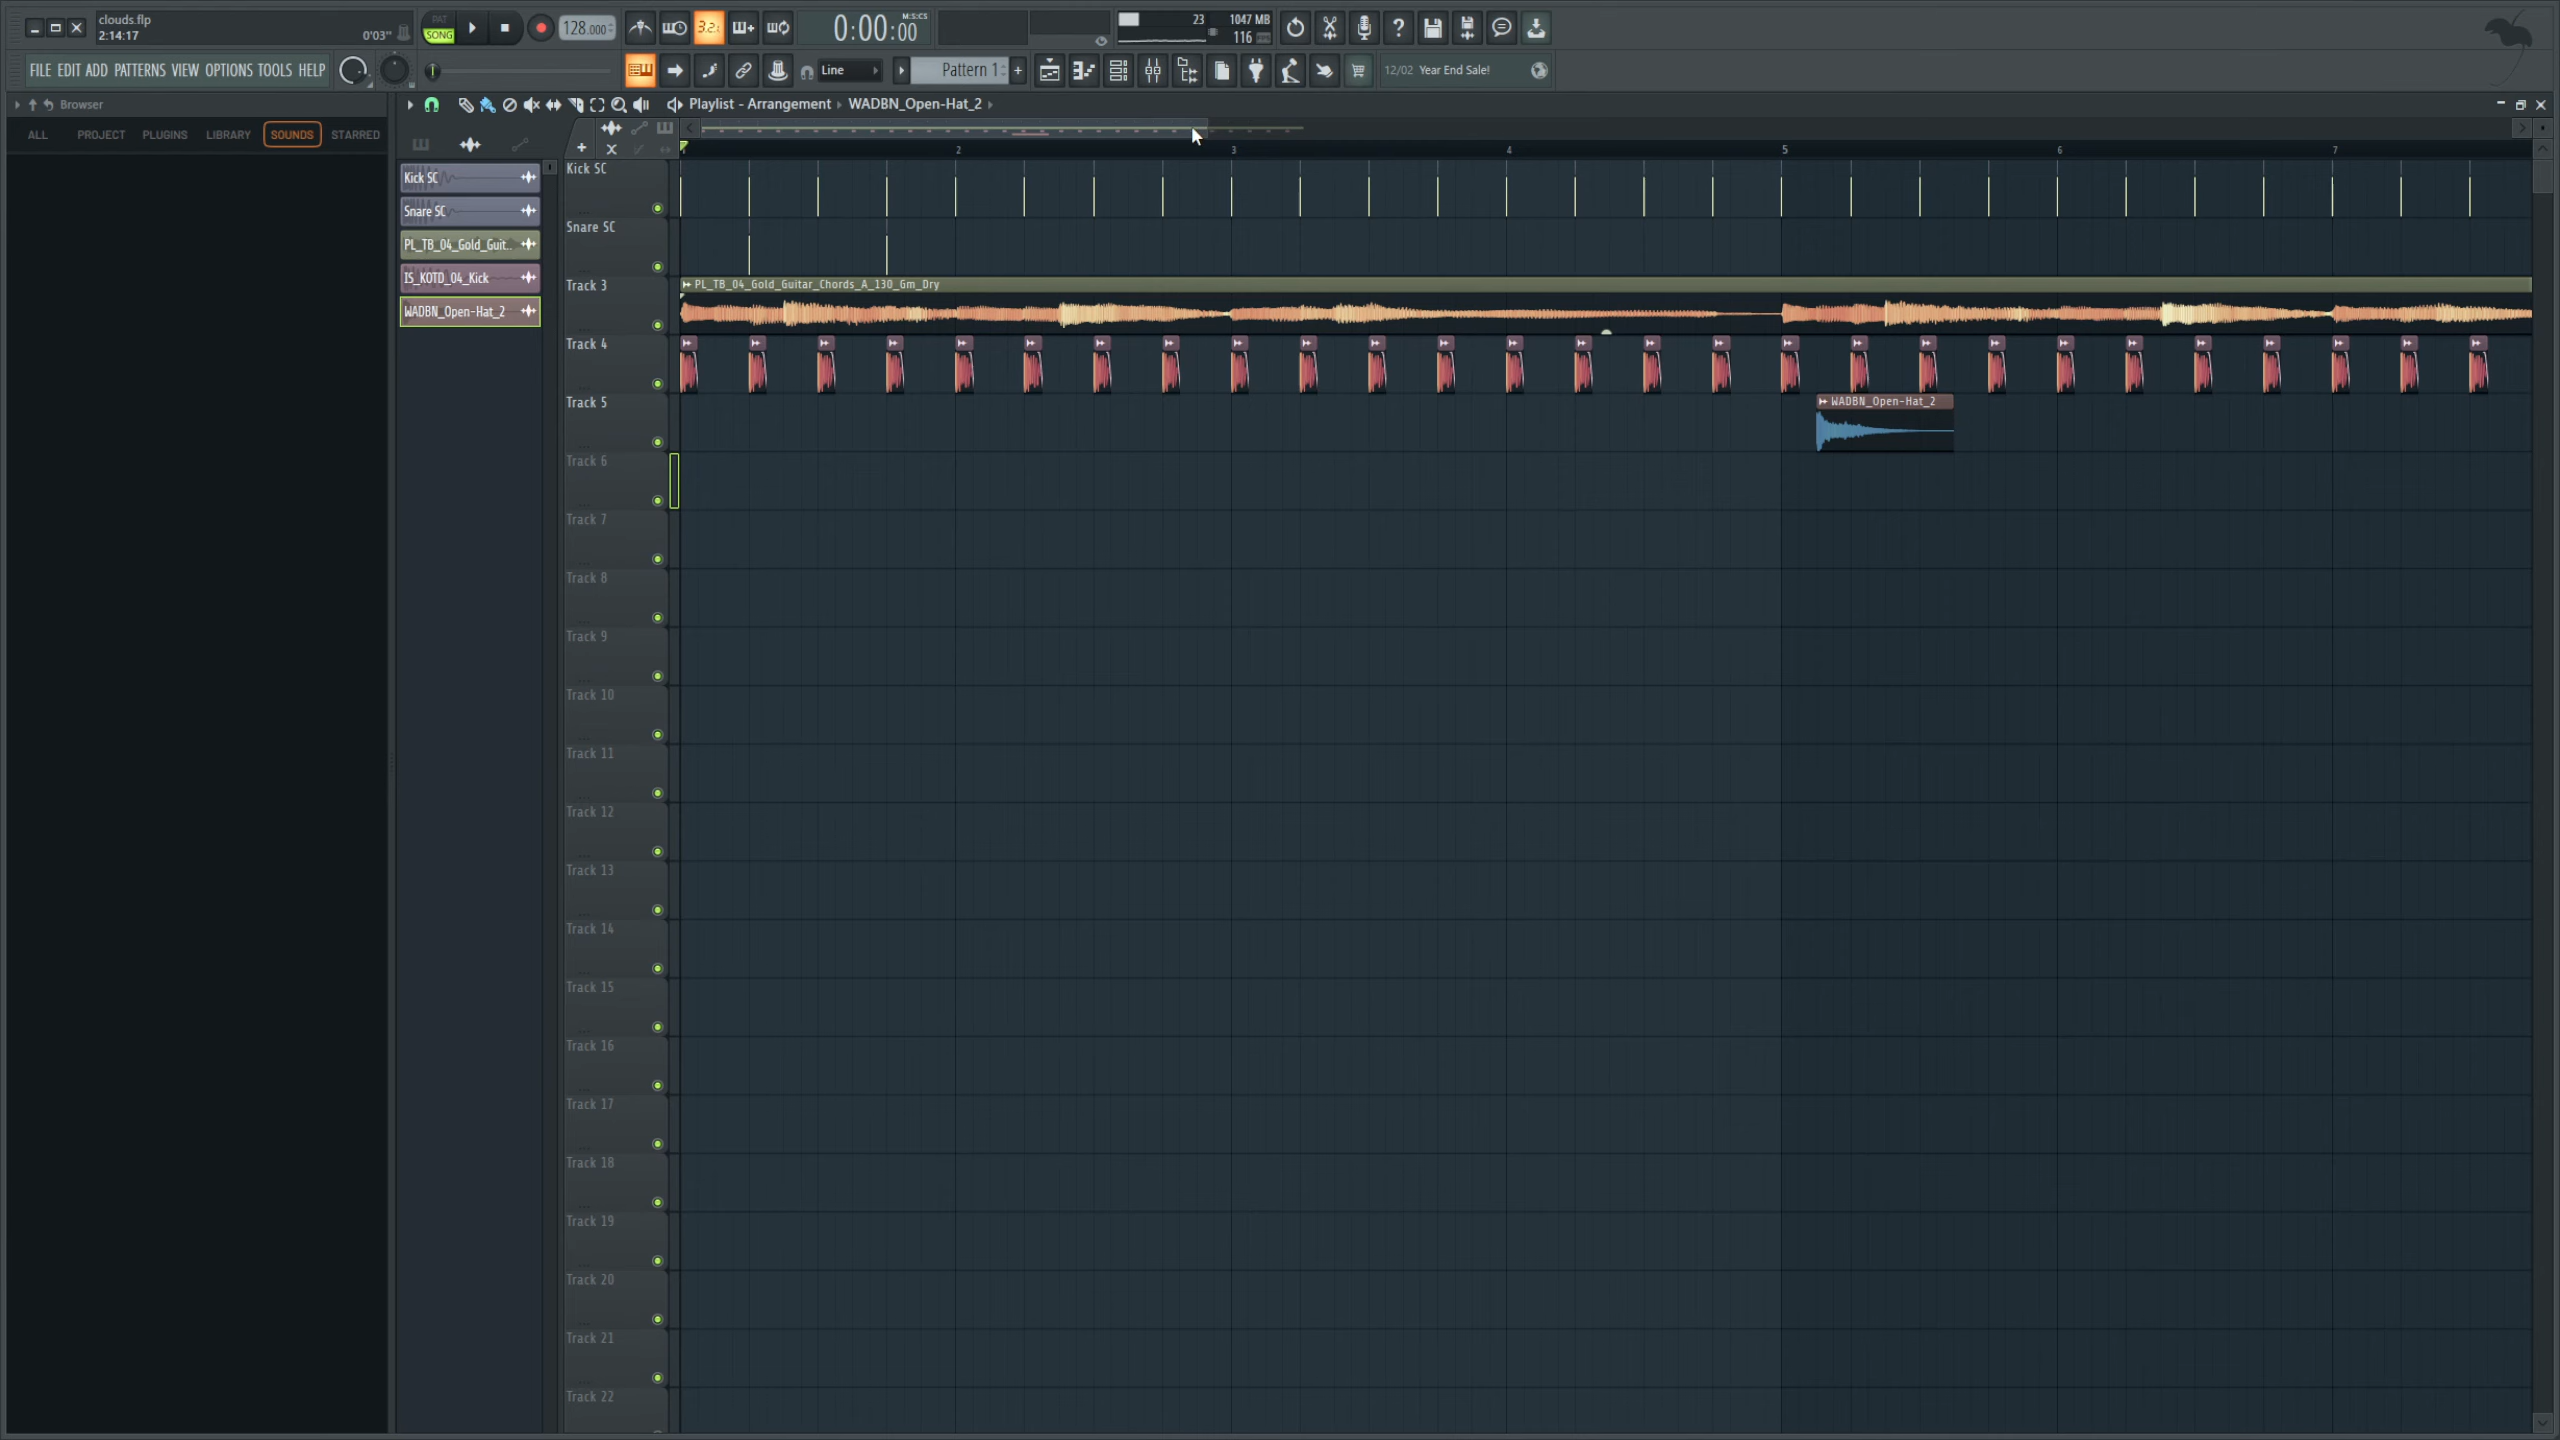 clouds.flp
2:14:17
0'03"
PAT
SONG
128.000
3.2.
0:00:00
M:S:CS
23
1047 MB
116
FILE EDIT ADD PATTERNS VIEW OPTIONS TOOLS HELP
Line
Pattern 1
12/02 Year End Sale!
Browser
Playlist - Arrangement
WADBN_Open-Hat_2
ALL
PROJECT
PLUGINS
LIBRARY
SOUNDS
STARRED
2
3
4
5
6
7
Kick SC
Snare SC
PL_TB_04_Gold_Guit..
IS_KOTD_04_Kick
WADBN_Open-Hat_2
Kick SC
Snare SC
Track 3
PL_TB_04_Gold_Guitar_Chords_A_130_Gm_Dry
Track 4
Track 5
WADBN_Open-Hat_2
Track 6
Track 7
Track 8
Track 9
Track 10
Track 11
Track 12
Track 13
Track 14
Track 15
Track 16
Track 17
Track 18
Track 19
Track 20
Track 21
Track 22